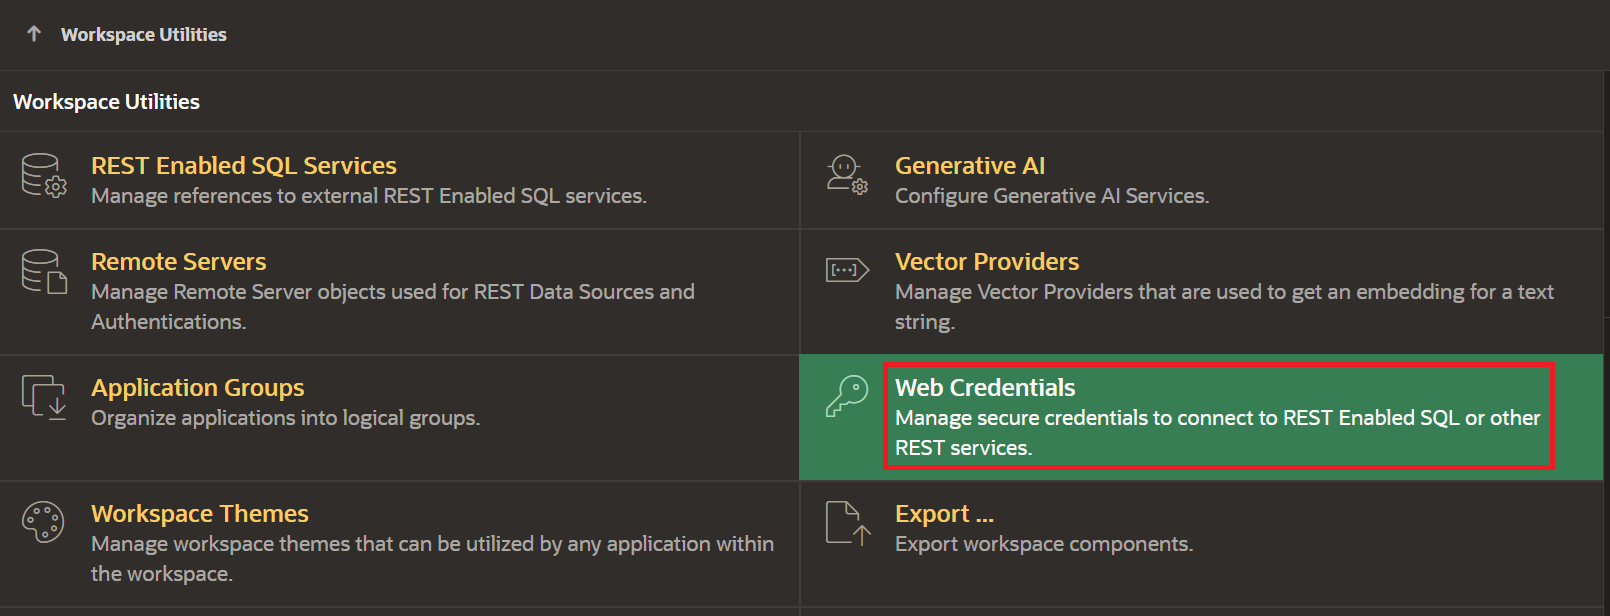 Workspace Utilities
Workspace Utilities
REST Enabled SQL Services
Manage references to external REST Enabled SQL services.
Generative AI
Configure Generative AI Services.
Remote Servers
Manage Remote Server objects used for REST Data Sources and
Authentications.
Vector Providers
Manage Vector Providers that are used to get an embedding for a text
string.
Application Groups
Organize applications into logical groups.
Web Credentials
Manage secure credentials to connect to REST Enabled SQL or other
REST services.
Workspace Themes
Manage workspace themes that can be utilized by any application within
the workspace.
Export ...
Export workspace components.